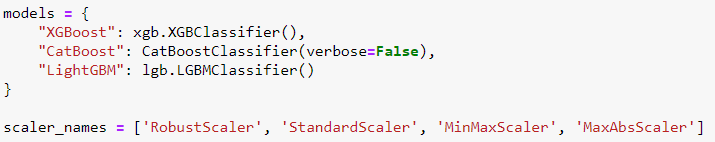 models = {
    "XGBoost": xgb.XGBClassifier(),
    "CatBoost": CatBoostClassifier(verbose=False),
    "LightGBM": lgb.LGBMClassifier()
}
scaler_names = ['RobustScaler', 'StandardScaler', 'MinMaxScaler', 'MaxAbsScaler']